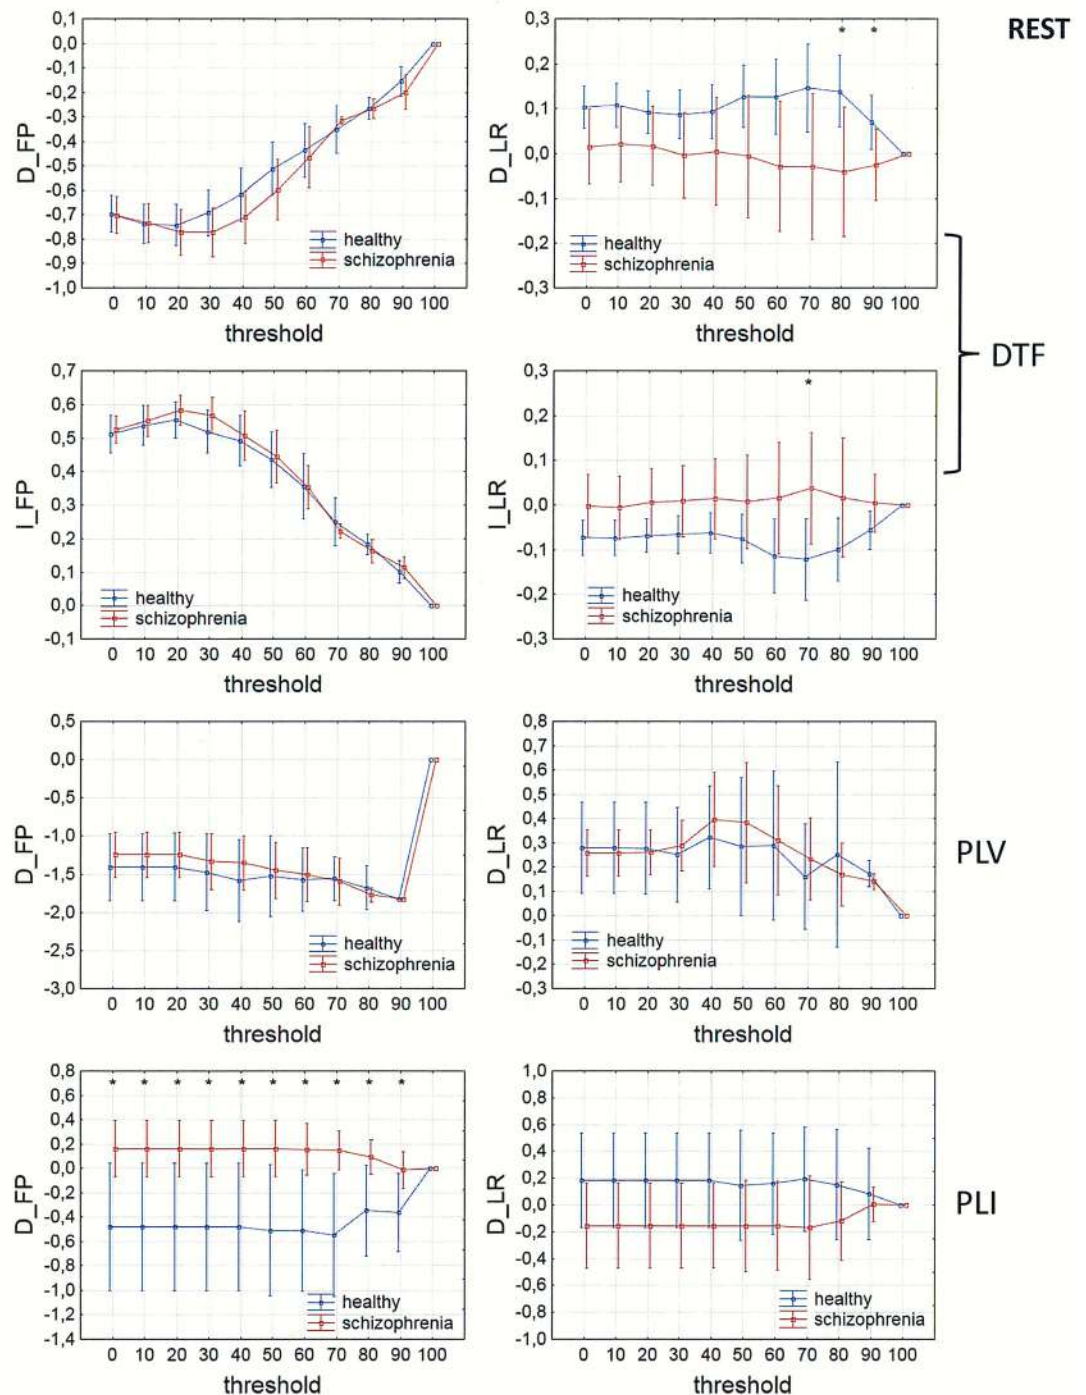 REST
0,1
0,0
-0,1
-0,2
-0,3
-0,4
-0,5
-0,6
-0,7
-0,8
-0,9
-1,0
D_FP
healthy
schizophrenia
0 10 20 30 40 50 60 70 80 90 100
threshold
0,3
0,2
0,1
0,0
-0,1
-0,2
-0,3
D_LR
* *
healthy
schizophrenia
0 10 20 30 40 50 60 70 80 90 100
threshold
DTF
0,7
0,6
0,5
0,4
0,3
0,2
0,1
0,0
-0,1
I_FP
healthy
schizophrenia
0 10 20 30 40 50 60 70 80 90 100
threshold
0,3
0,2
0,1
0,0
-0,1
-0,2
-0,3
I_LR
*
healthy
schizophrenia
0 10 20 30 40 50 60 70 80 90 100
threshold
0,5
0,0
-0,5
-1,0
-1,5
-2,0
-2,5
-3,0
D_FP
healthy
schizophrenia
0 10 20 30 40 50 60 70 80 90 100
threshold
0,8
0,7
0,6
0,5
0,4
0,3
0,2
0,1
0,0
-0,1
-0,2
-0,3
D_LR
healthy
schizophrenia
0 10 20 30 40 50 60 70 80 90 100
threshold
PLV
0,8
0,6
0,4
0,2
0,0
-0,2
-0,4
-0,6
-0,8
-1,0
-1,2
-1,4
D_FP
* * * * * * * * * *
healthy
schizophrenia
0 10 20 30 40 50 60 70 80 90 100
threshold
1,0
0,8
0,6
0,4
0,2
0,0
-0,2
-0,4
-0,6
-0,8
-1,0
D_LR
healthy
schizophrenia
0 10 20 30 40 50 60 70 80 90 100
threshold
PLI